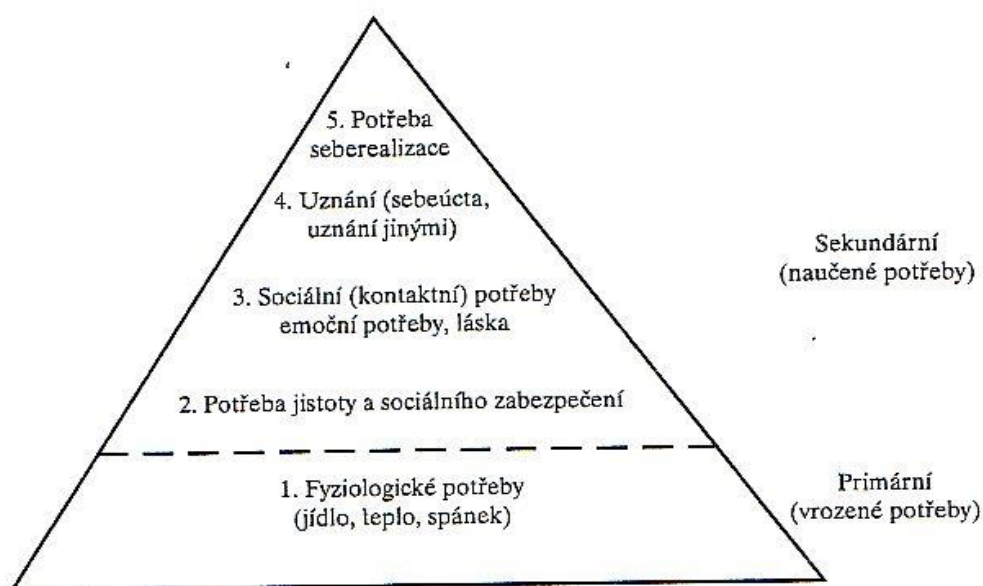 5. Potřeba
seberealizace
4. Uznání (sebeúcta,
uznání jinými)
Sekundární
(naučené potřeby)
3. Sociální (kontaktní) potřeby
emoční potřeby, láska
2. Potřeba jistoty a sociálního zabezpečení
1. Fyziologické potřeby
(jídlo, teplo, spánek)
Primární
(vrozené potřeby)